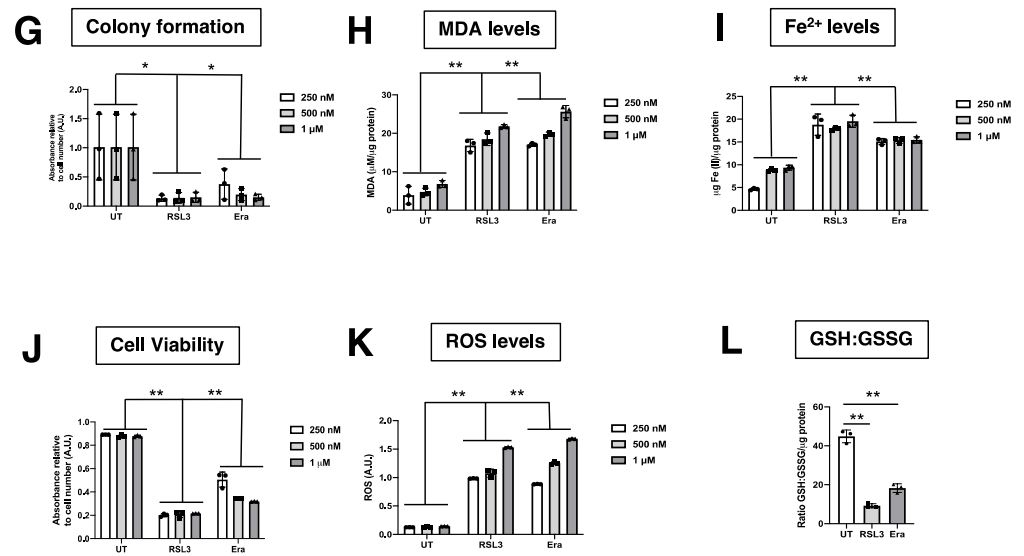 G
Colony formation
* *
Absorbance relative
to cell number (A.U.)
2.0
1.5
1.0
0.5
0.0
UT RSL3 Era
250 nM
500 nM
1 µM
H
MDA levels
** **
MDA (µM/µg protein)
30
20
10
0
UT RSL3 Era
250 nM
500 nM
1 µM
I
Fe²⁺ levels
** **
µg Fe (II)/µg protein)
25
20
15
10
5
0
UT RSL3 Era
250 nM
500 nM
1 µM
J
Cell Viability
** **
Absorbance relative
to cell number (A.U.)
1.0
0.8
0.6
0.4
0.2
0.0
UT RSL3 Era
250 nM
500 nM
1 µM
K
ROS levels
** **
ROS (A.U.)
2.0
1.5
1.0
0.5
0.0
UT RSL3 Era
250 nM
500 nM
1 µM
L
GSH:GSSG
**
**
Ratio GSH:GSSG/µg protein
60
40
20
0
UT RSL3 Era